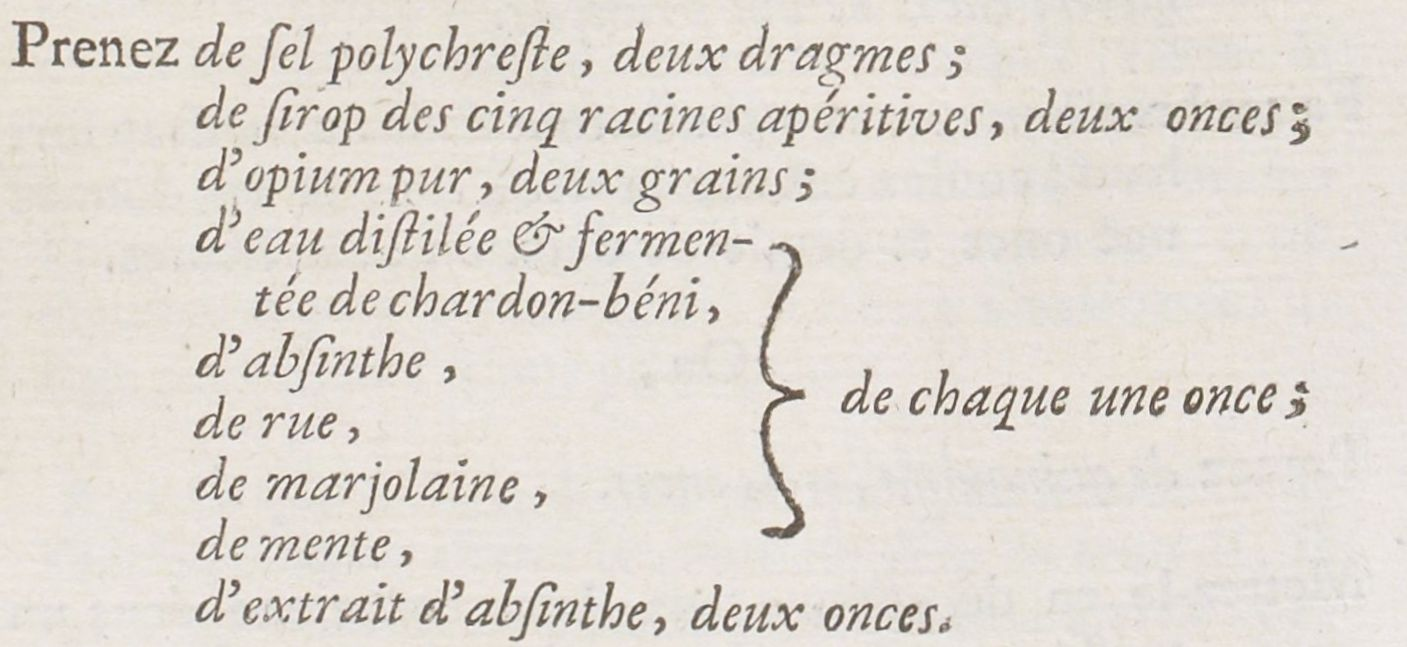 Prenez de ſel polychreſte, deux dragmes;
de ſirop des cinq racines apéritives, deux onces;
d'opium pur, deux grains;
d'eau diſtilée & fermen-
tée de chardon-béni,
d'abſinthe,
de rue,
de chaque une once;
de marjolaine,
de mente,
d'extrait d'abſinthe, deux onces.